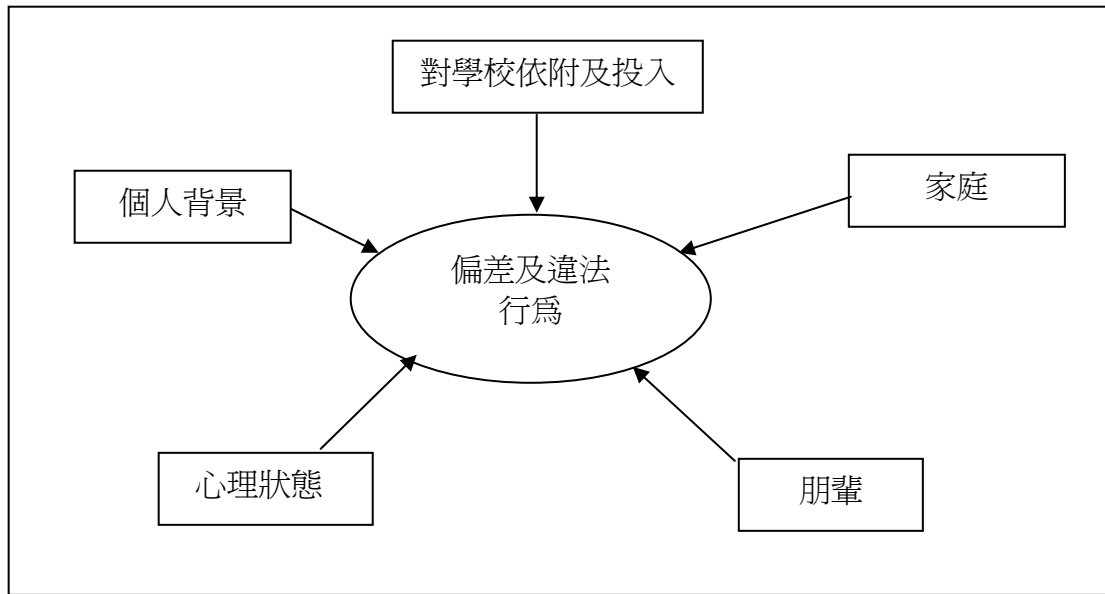 對學校依附及投入
個人背景
家庭
偏差及違法
行為
心理狀態
朋輩